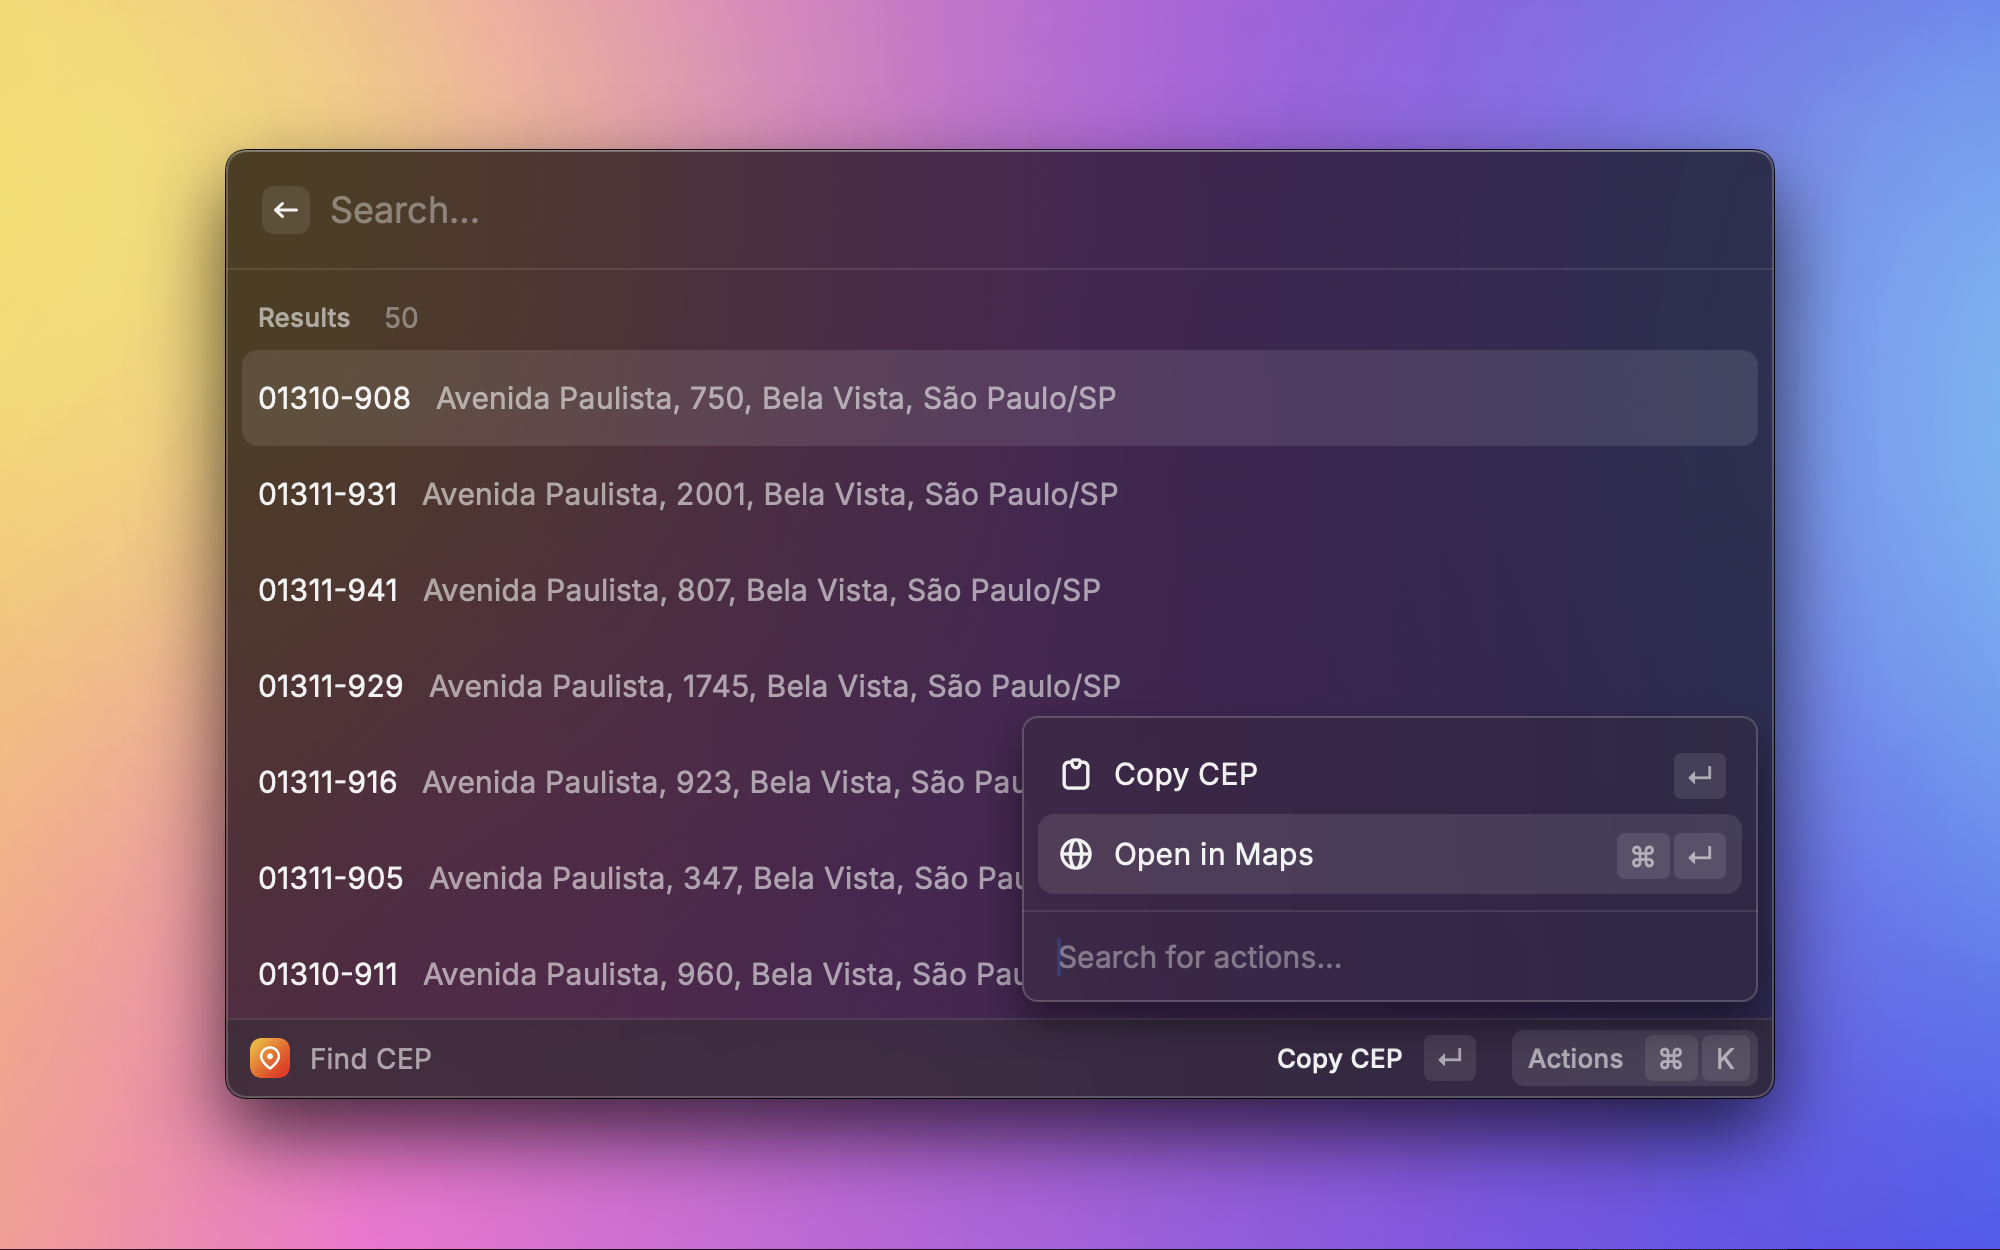 Search...
Results 50
01310-908 Avenida Paulista, 750, Bela Vista, São Paulo/SP
01311-931 Avenida Paulista, 2001, Bela Vista, São Paulo/SP
01311-941 Avenida Paulista, 807, Bela Vista, São Paulo/SP
01311-929 Avenida Paulista, 1745, Bela Vista, São Paulo/SP
01311-916 Avenida Paulista, 923, Bela Vista, São Pau
01311-905 Avenida Paulista, 347, Bela Vista, São Pau
01310-911 Avenida Paulista, 960, Bela Vista, São Pau
Copy CEP ↵
Open in Maps ⌘ ↵
Search for actions...
Find CEP Copy CEP ↵ Actions ⌘ K